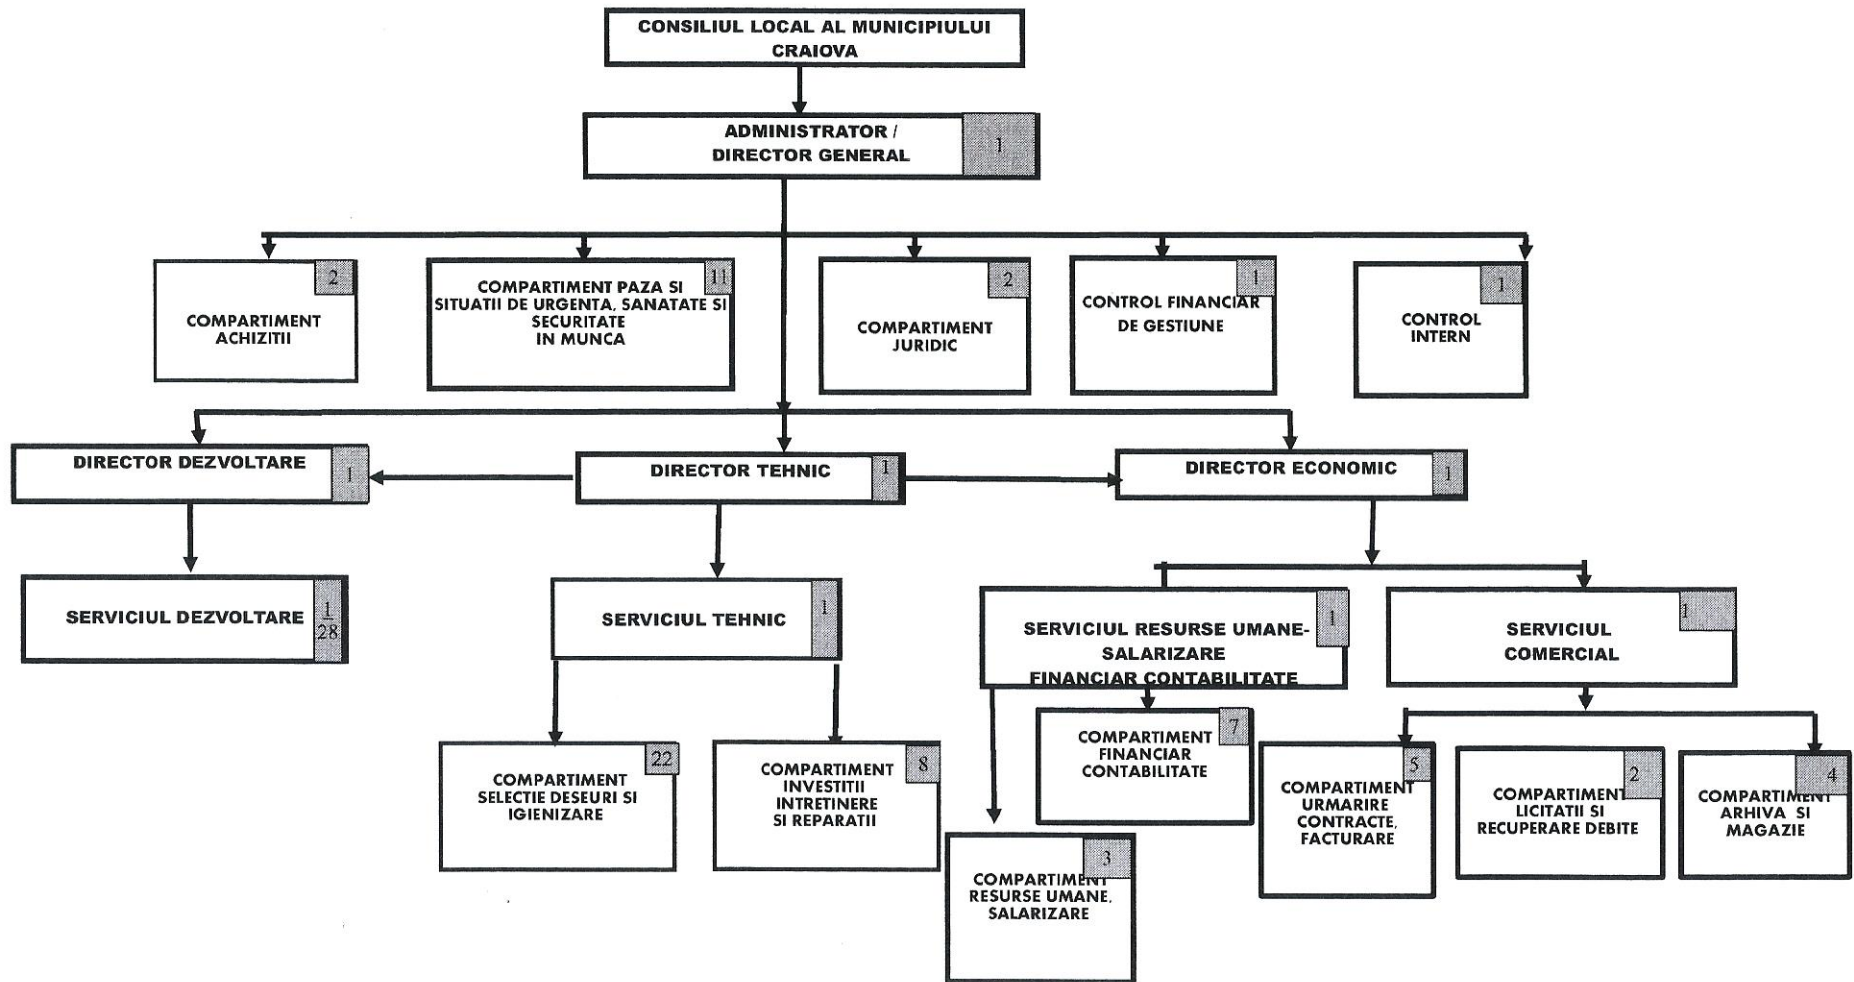 CONSILIUL LOCAL AL MUNICIPIULUI
CRAIOVA
ADMINISTRATOR /
DIRECTOR GENERAL
1
2
COMPARTIMENT
ACHIZITII
11
COMPARTIMENT PAZA SI
SITUATII DE URGENTA, SANATATE SI
SECURITATE
IN MUNCA
2
COMPARTIMENT
JURIDIC
1
CONTROL FINANCIAR
DE GESTIUNE
1
CONTROL
INTERN
DIRECTOR DEZVOLTARE
1
DIRECTOR TEHNIC
1
DIRECTOR ECONOMIC
1
SERVICIUL DEZVOLTARE
1
28
SERVICIUL TEHNIC
1
1
SERVICIUL RESURSE UMANE-
SALARIZARE
FINANCIAR CONTABILITATE
1
SERVICIUL
COMERCIAL
22
COMPARTIMENT
SELECTIE DESEURI SI
IGIENIZARE
8
COMPARTIMENT
INVESTITII
INTRETINERE
SI REPARATII
3
COMPARTIMENT
RESURSE UMANE,
SALARIZARE
7
COMPARTIMENT
FINANCIAR
CONTABILITATE
5
COMPARTIMENT
URMARIRE
CONTRACTE,
FACTURARE
2
COMPARTIMENT
LICITATII SI
RECUPERARE DEBITE
4
COMPARTIMENT
ARHIVA SI
MAGAZIE